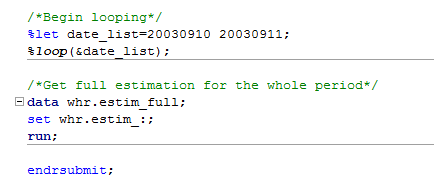 /*Begin looping*/
%let date_list=20030910 20030911;
%loop(&date_list);
/*Get full estimation for the whole period*/
data whr.estim_full;
set whr.estim_:;
run;
endrsubmit;